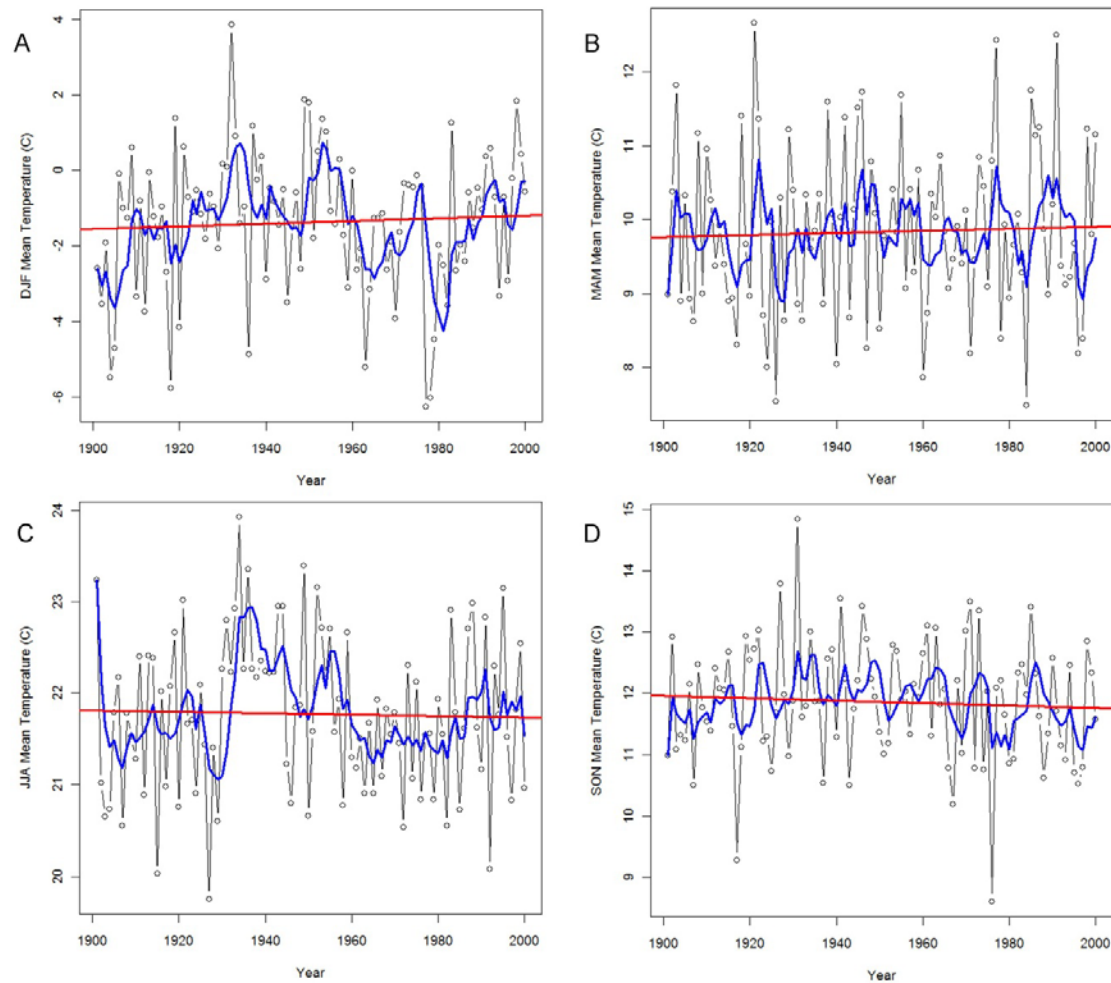 A
DJF Mean Temperature (C)
4
2
0
-2
-4
-6
1900 1920 1940 1960 1980 2000
Year
B
MAM Mean Temperature (C)
12
11
10
9
8
1900 1920 1940 1960 1980 2000
Year
C
JJA Mean Temperature (C)
24
23
22
21
20
1900 1920 1940 1960 1980 2000
Year
D
SON Mean Temperature (C)
15
14
13
12
11
10
9
1900 1920 1940 1960 1980 2000
Year